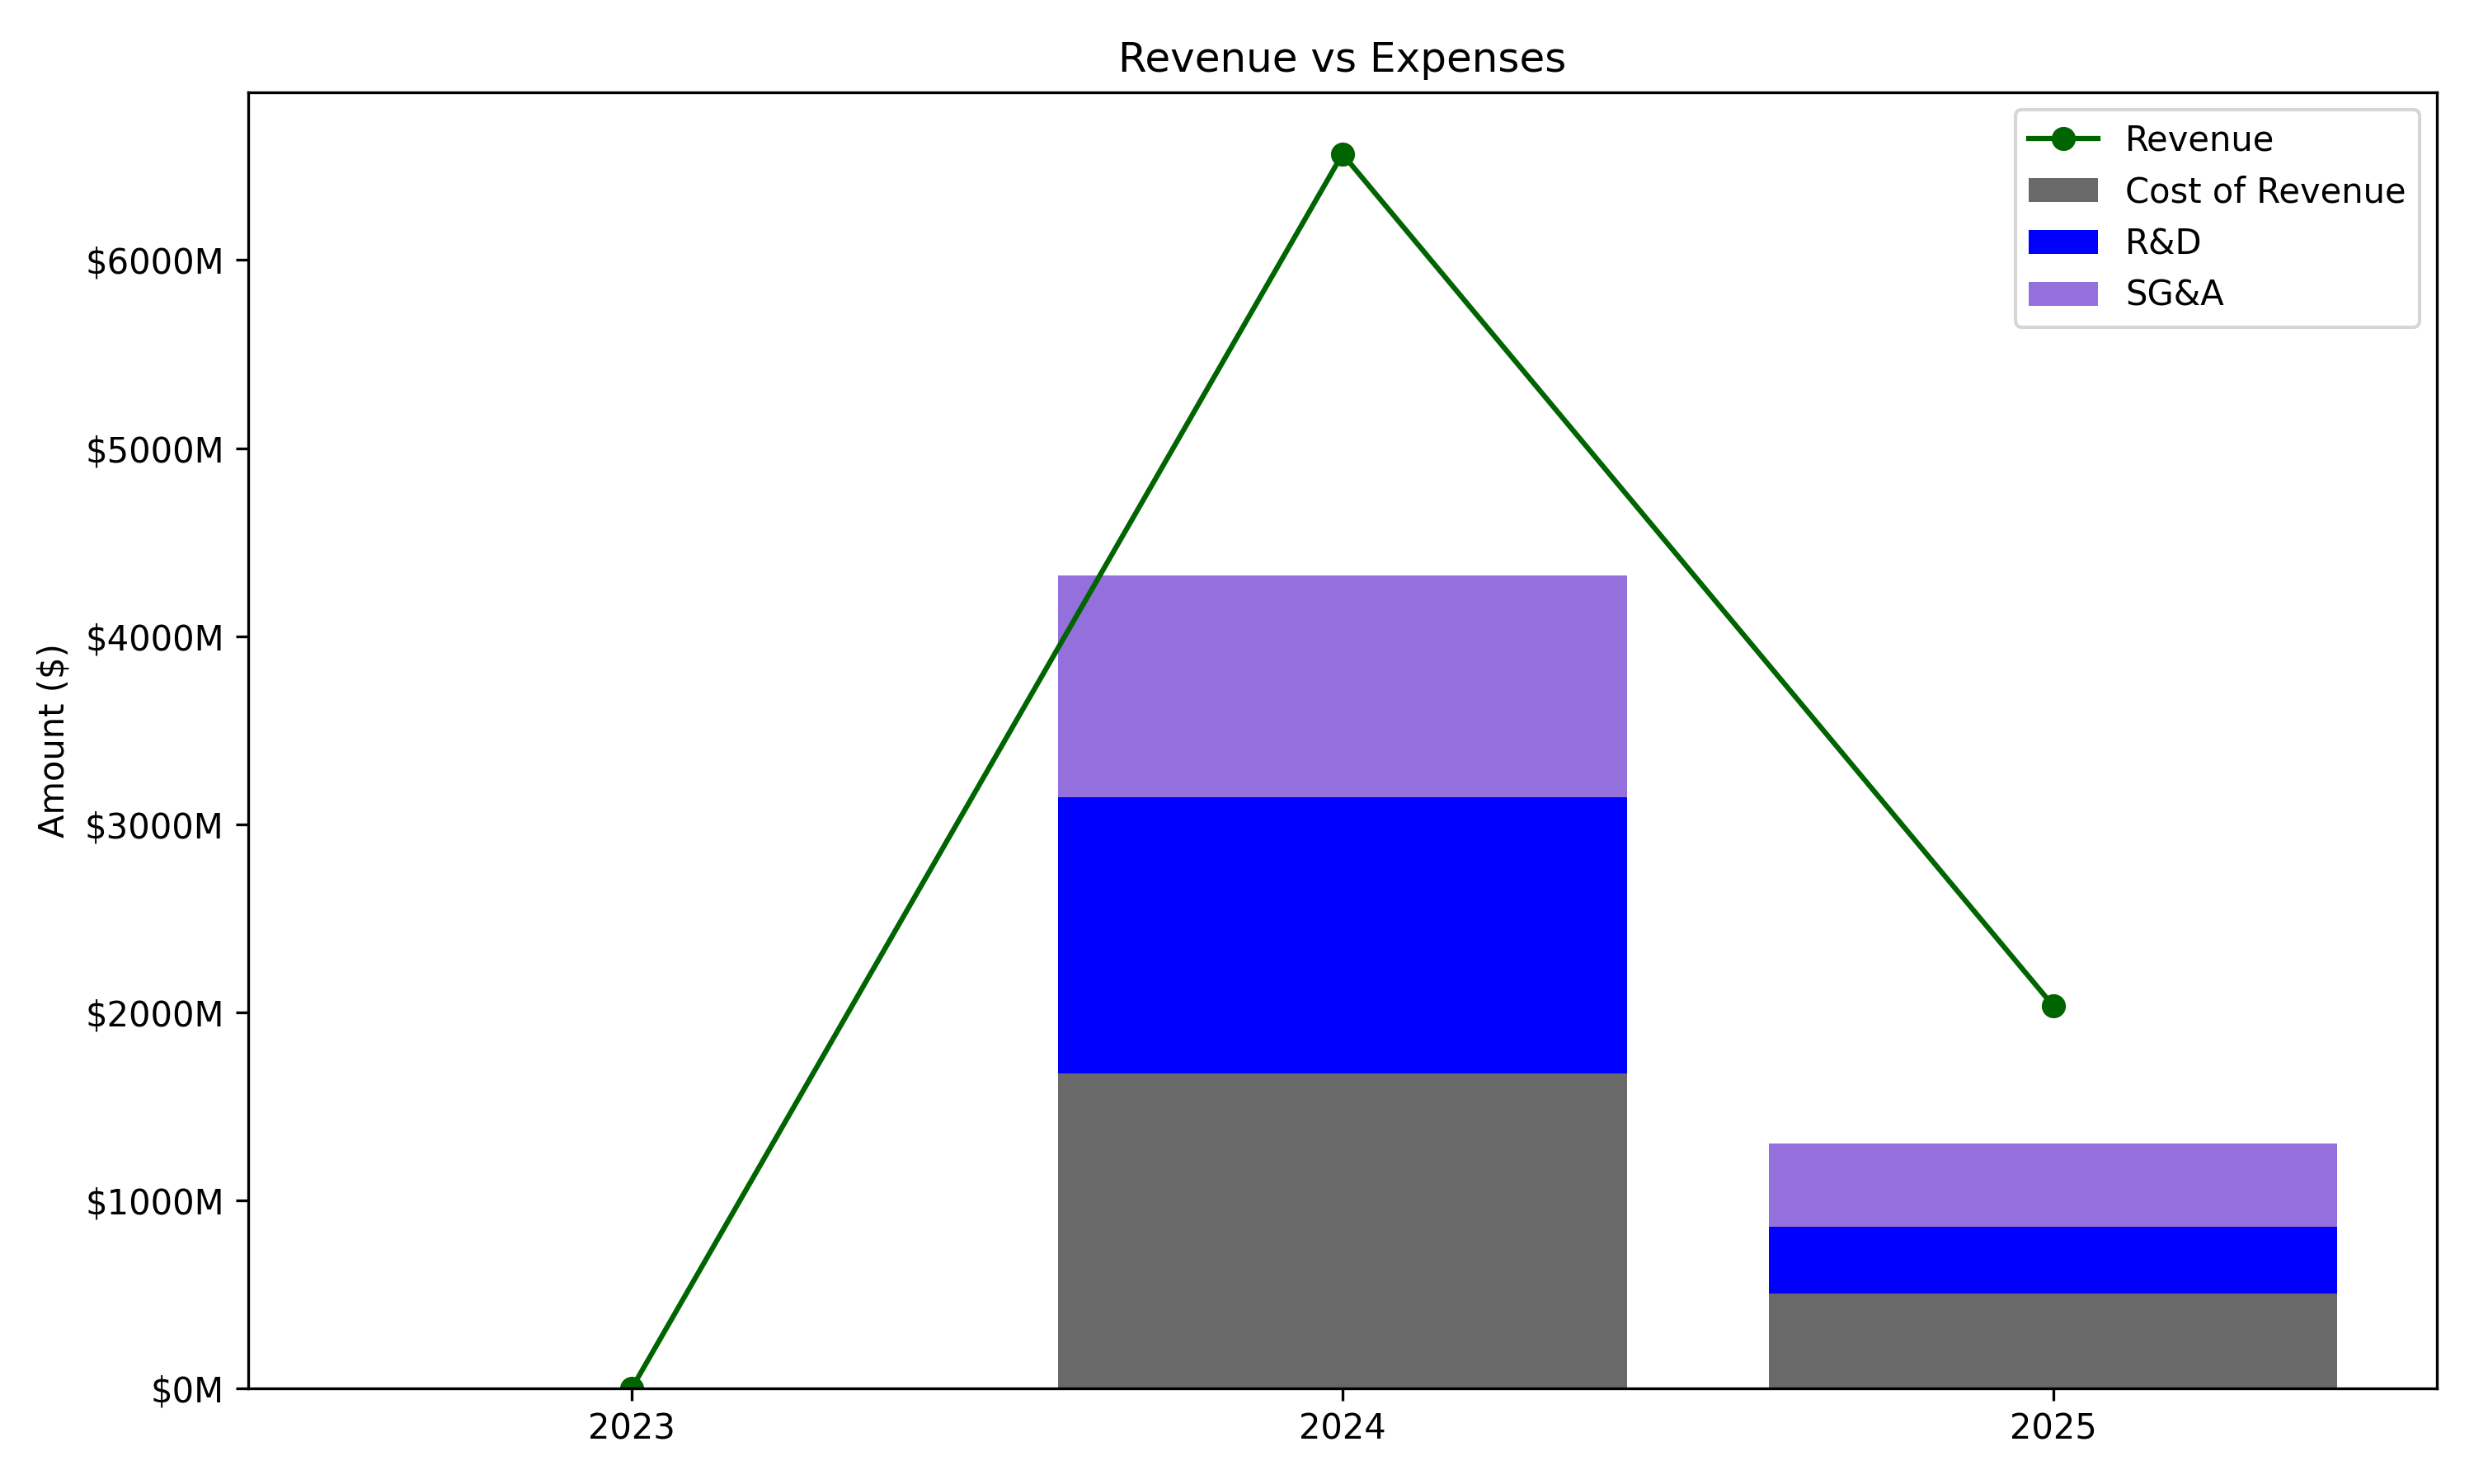 Revenue vs Expenses
Revenue
Cost of Revenue
R&D
SG&A
Amount ($)
$6000M
$5000M
$4000M
$3000M
$2000M
$1000M
$0M
2023
2024
2025